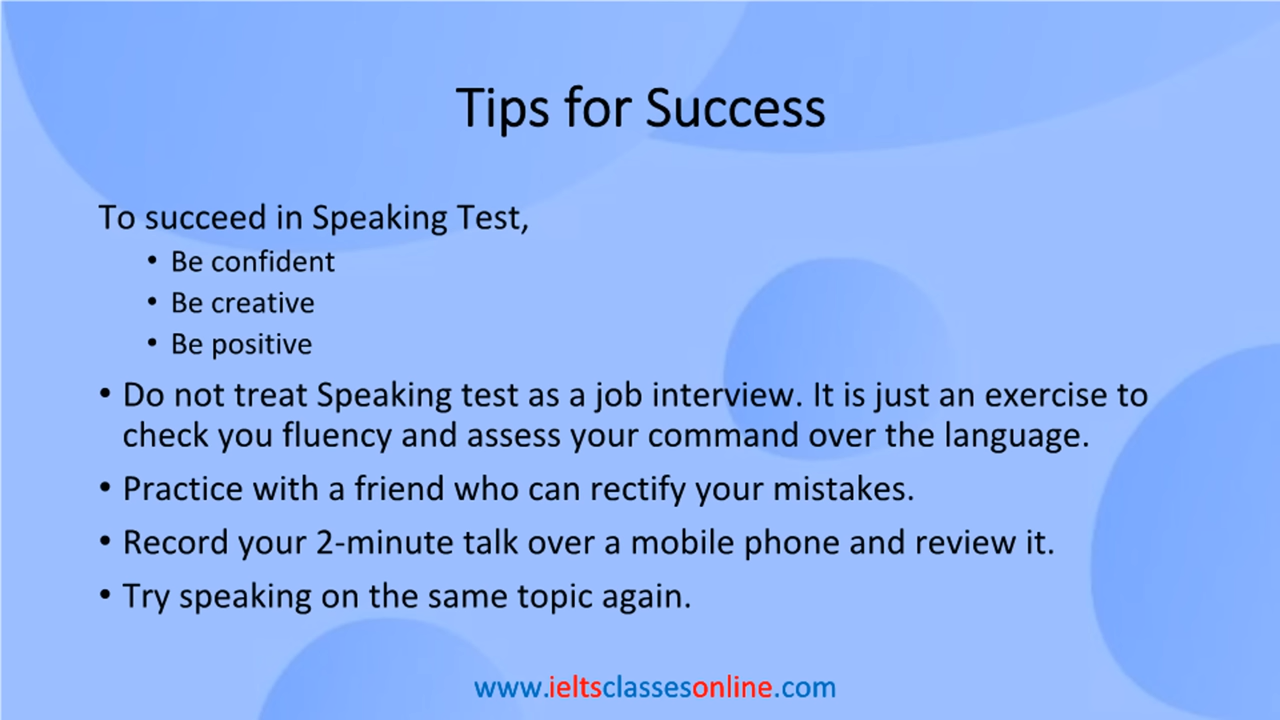 Tips for Success
To succeed in Speaking Test,
• Be confident
• Be creative
• Be positive
• Do not treat Speaking test as a job interview. It is just an exercise to
check you fluency and assess your command over the language.
• Practice with a friend who can rectify your mistakes.
• Record your 2-minute talk over a mobile phone and review it.
• Try speaking on the same topic again.
www.ieltsclassesonline.com